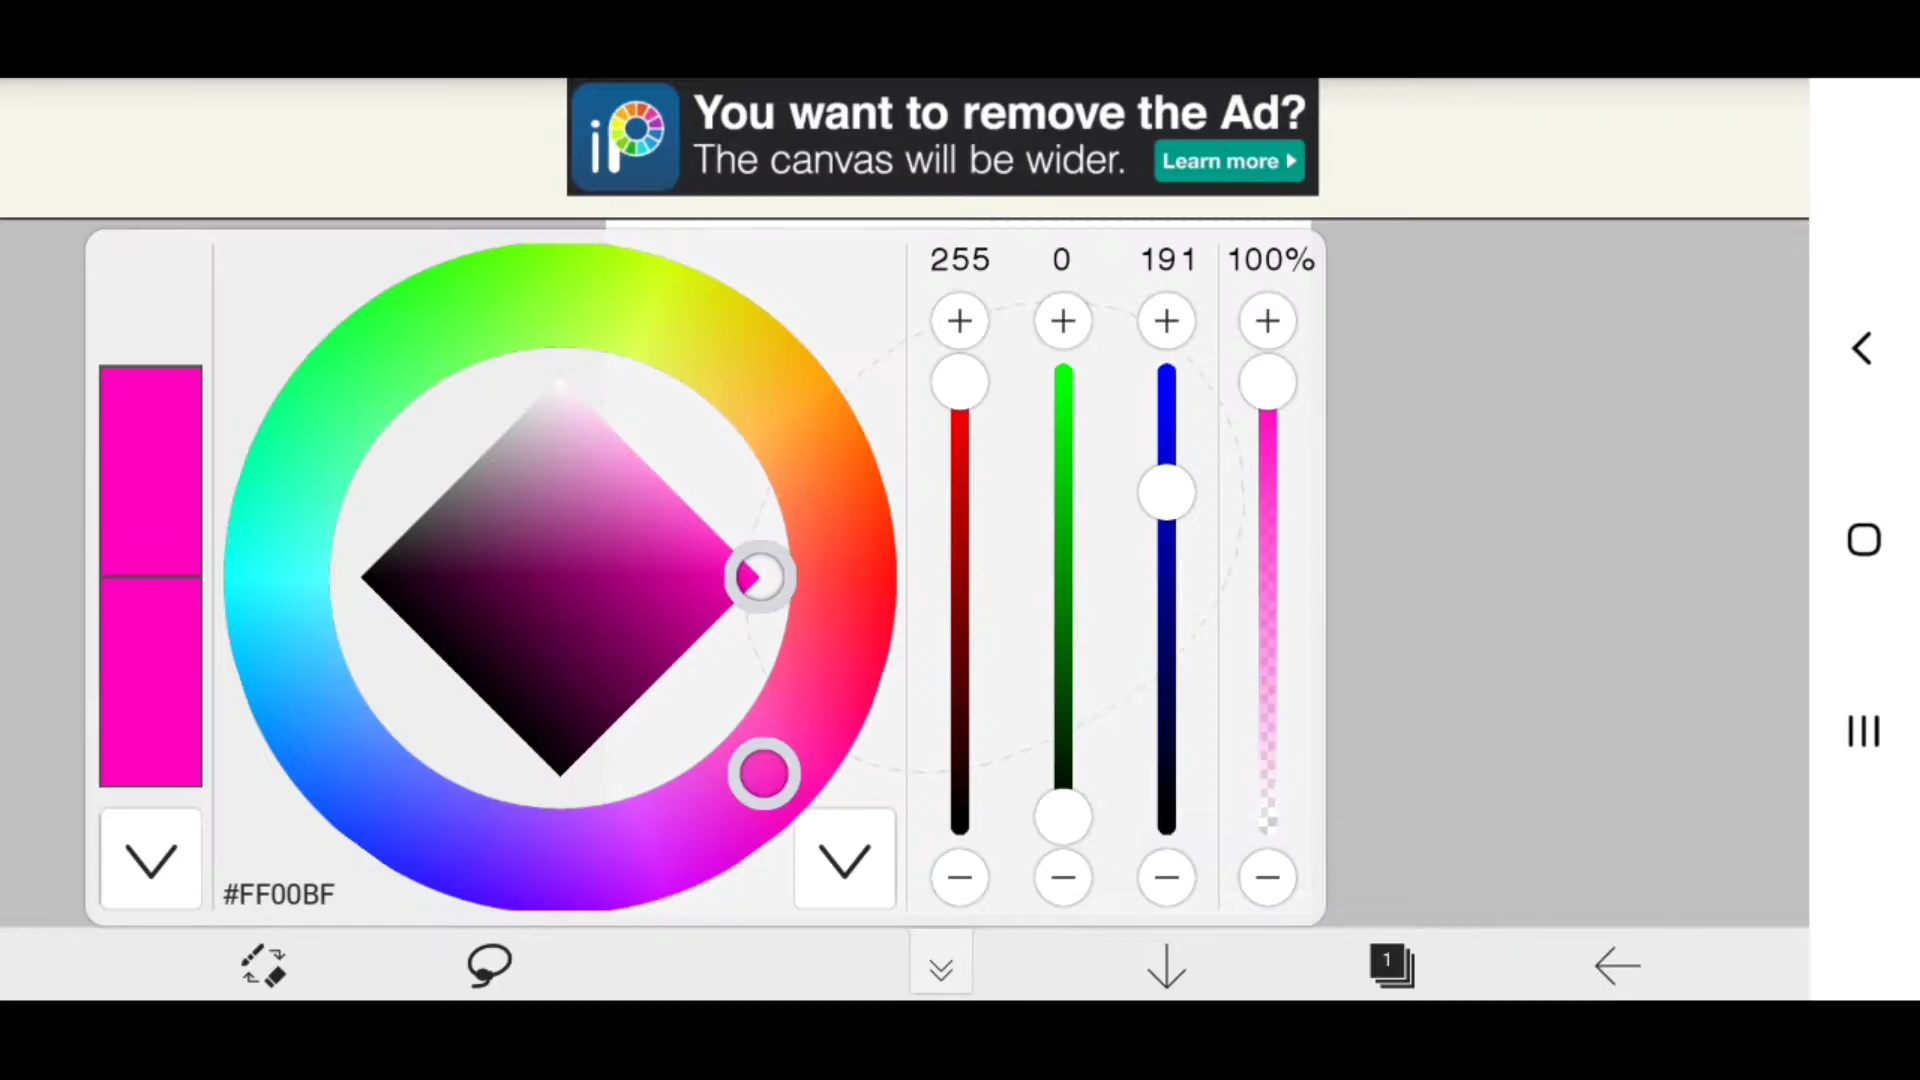 iP
You want to remove the Ad?
The canvas will be wider.
Learn more
255 0 191 100%
#FF00BF
1